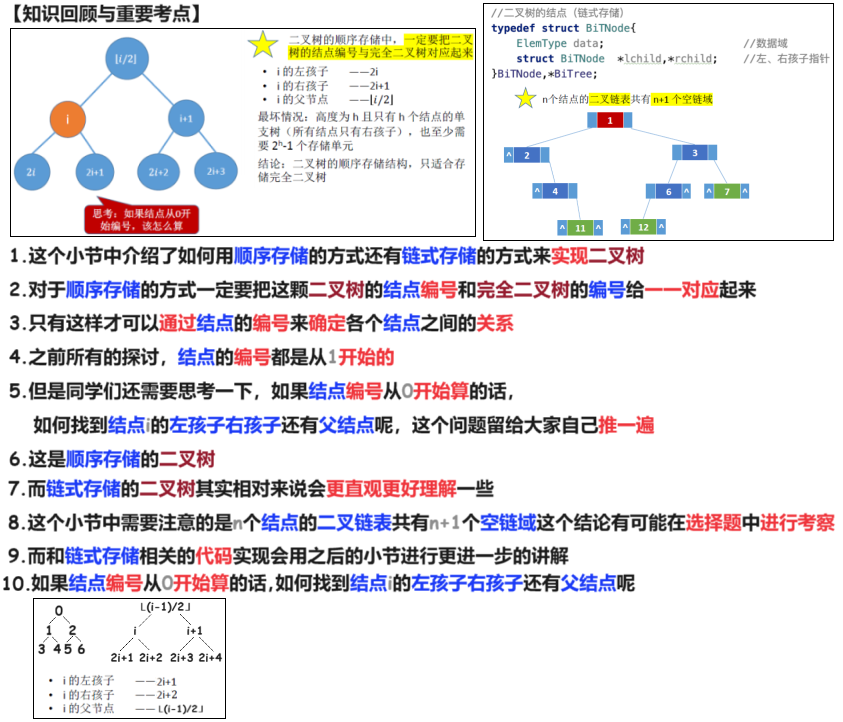 【知识回顾与重要考点】
⌊i/2⌋
i
i+1
2i
2i+1
2i+2
2i+3
思考：如果结点从0开
始编号，该怎么算
二叉树的顺序存储中，一定要把二叉
树的结点编号与完全二叉树对应起来
• i 的左孩子 ——2i
• i 的右孩子 ——2i+1
• i 的父节点 ——⌊i/2⌋
最坏情况：高度为 h 且只有 h 个结点的单
支树（所有结点只有右孩子），也至少需
要 2ʰ-1 个存储单元
结论：二叉树的顺序存储结构，只适合存
储完全二叉树
//二叉树的结点（链式存储）
typedef struct BiTNode{
ElemType data; //数据域
struct BiTNode *lchild,*rchild; //左、右孩子指针
}BiTNode,*BiTree;
n个结点的二叉链表共有 n+1 个空链域
1
^ 2
3
^ 4
6
^ 7 ^
^ 11 ^
^ 12 ^
1.这个小节中介绍了如何用顺序存储的方式还有链式存储的方式来实现二叉树
2.对于顺序存储的方式一定要把这颗二叉树的结点编号和完全二叉树的编号给一一对应起来
3.只有这样才可以通过结点的编号来确定各个结点之间的关系
4.之前所有的探讨，结点的编号都是从1开始的
5.但是同学们还需要思考一下，如果结点编号从0开始算的话，
如何找到结点i的左孩子右孩子还有父结点呢，这个问题留给大家自己推一遍
6.这是顺序存储的二叉树
7.而链式存储的二叉树其实相对来说会更直观更好理解一些
8.这个小节中需要注意的是n个结点的二叉链表共有n+1个空链域这个结论有可能在选择题中进行考察
9.而和链式存储相关的代码实现会用之后的小节进行更进一步的讲解
10.如果结点编号从0开始算的话,如何找到结点i的左孩子右孩子还有父结点呢
0
1 2
3 4 5 6
⌊(i-1)/2⌋
i i+1
2i+1 2i+2 2i+3 2i+4
• i 的左孩子 ——2i+1
• i 的右孩子 ——2i+2
• i 的父节点 ——⌊(i-1)/2⌋